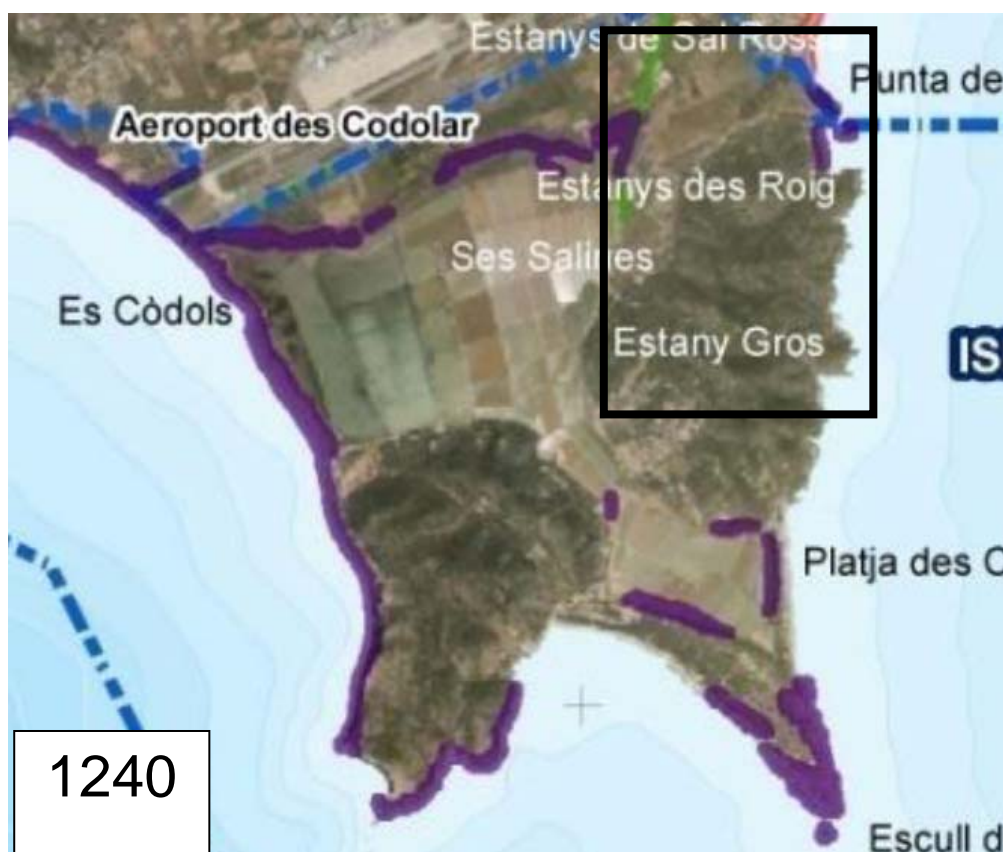 Estanys de Sal Rossa
Punta de
Aeroport des Codolar
Estanys des Roig
Ses Salines
Es Còdols
Estany Gros
IS
Platja des C
1240
Escull d